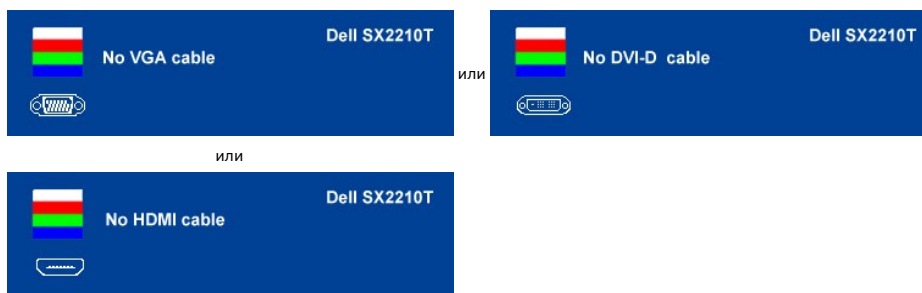 Dell SX2210T
No VGA cable
или
Dell SX2210T
No DVI-D cable
или
Dell SX2210T
No HDMI cable